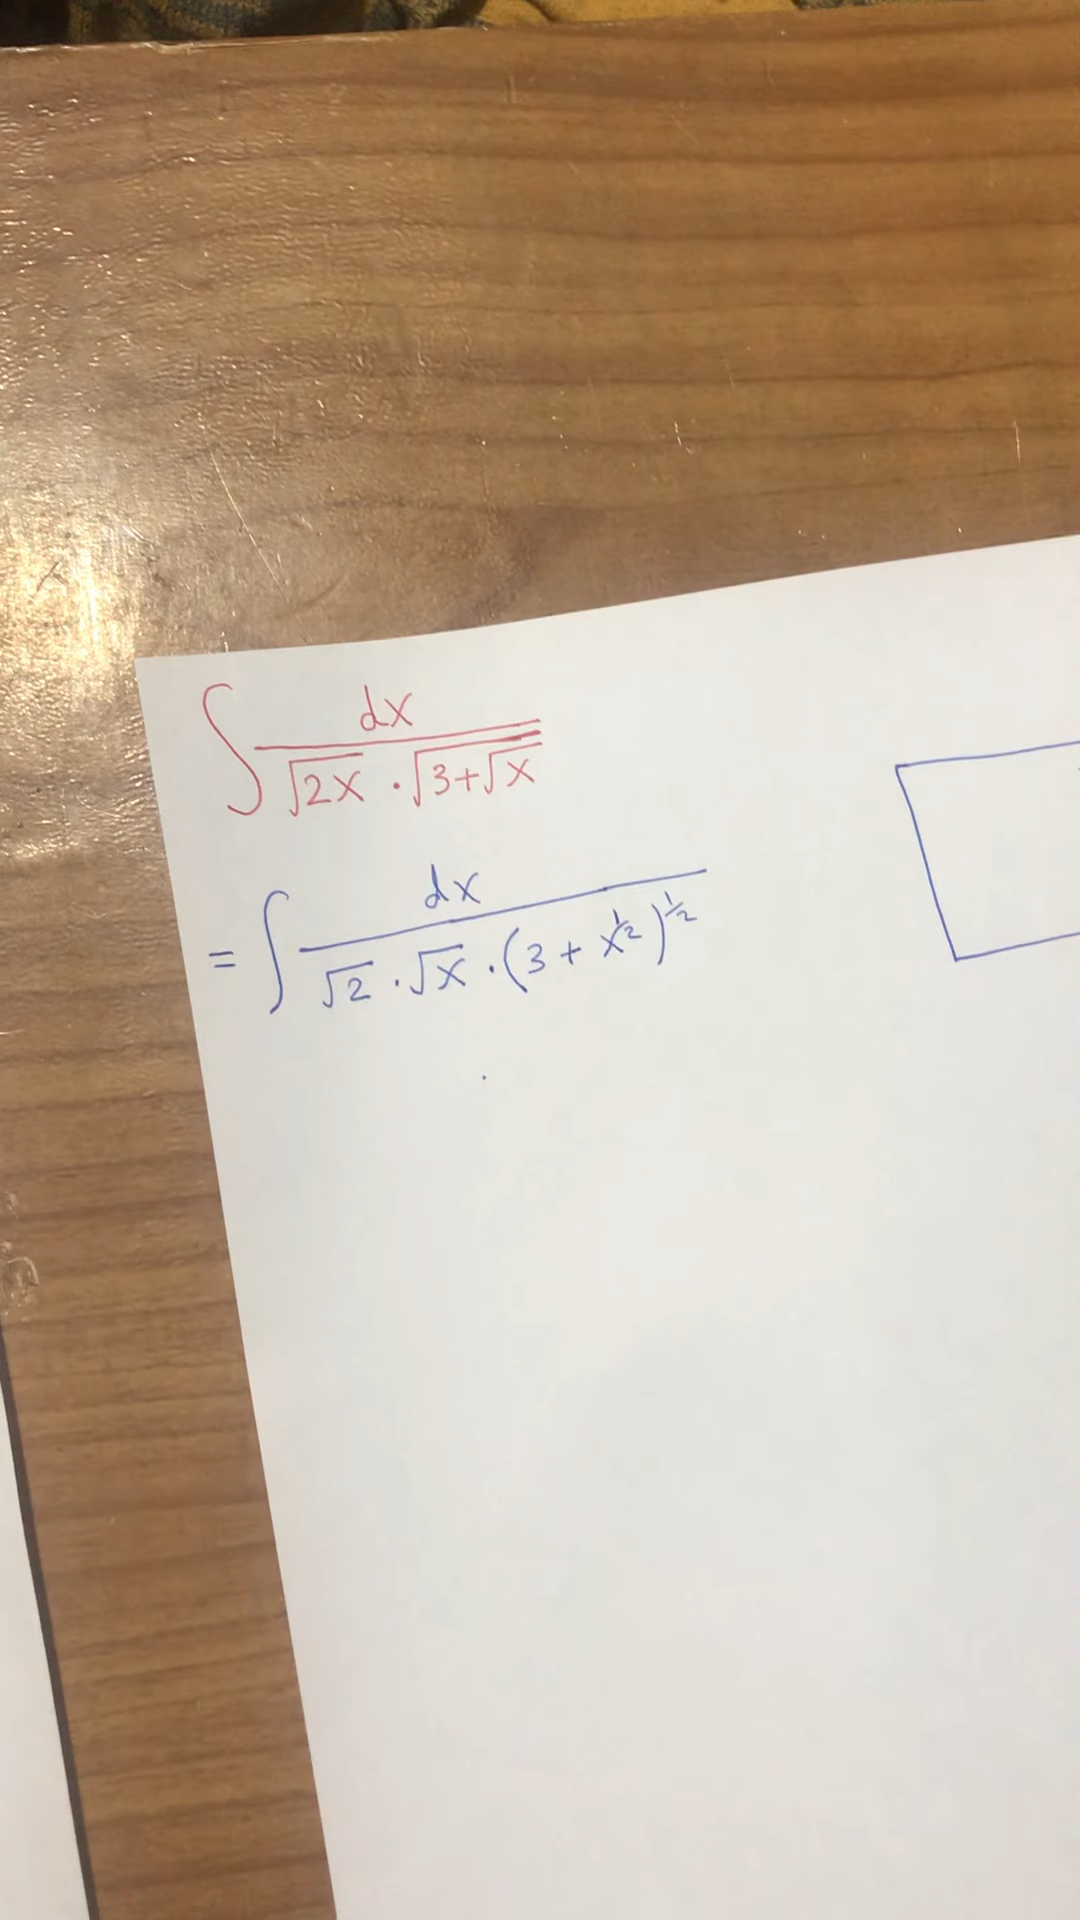 ∫ dx / (√2x · √(3+√x))
= ∫ dx / (√2 · √x · (3 + x^(1/2))^(1/2))